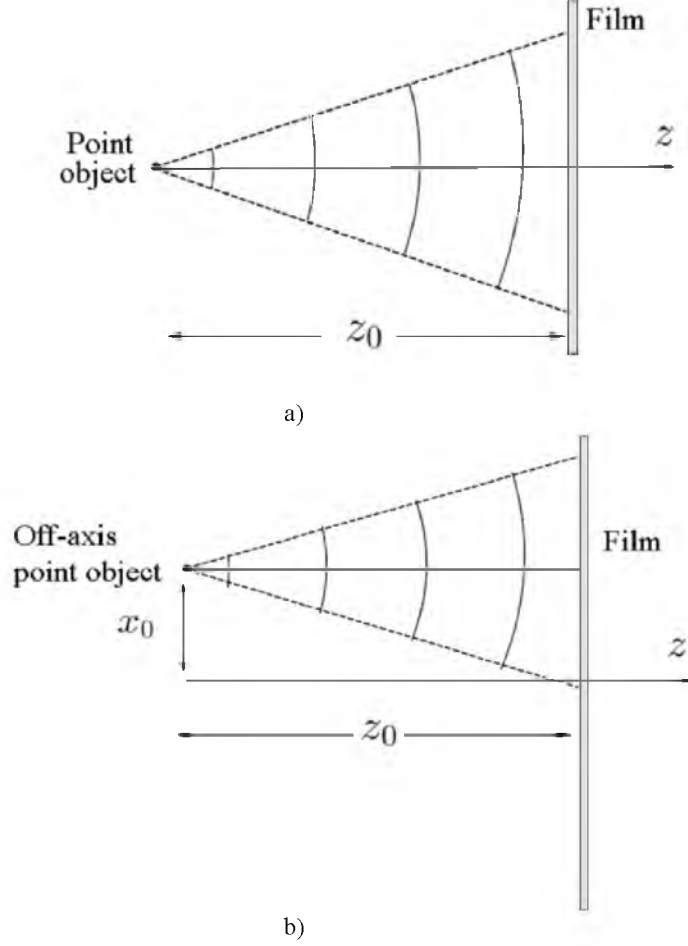 Film
Point
object
z
z₀
a)
Off-axis
point object
Film
x₀
z
z₀
b)